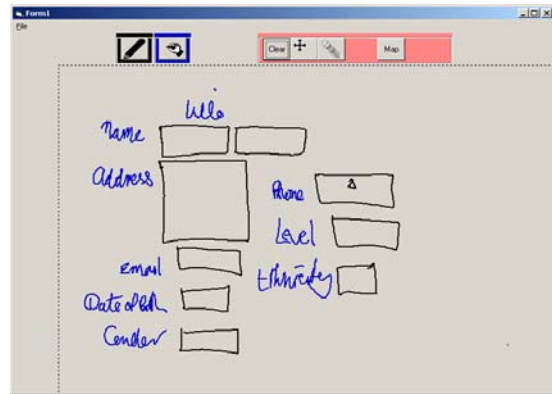 Form1
File
Clear
Map
Name
Address
Phone
Level
Email
Ethnicity
Date of Birth
Gender